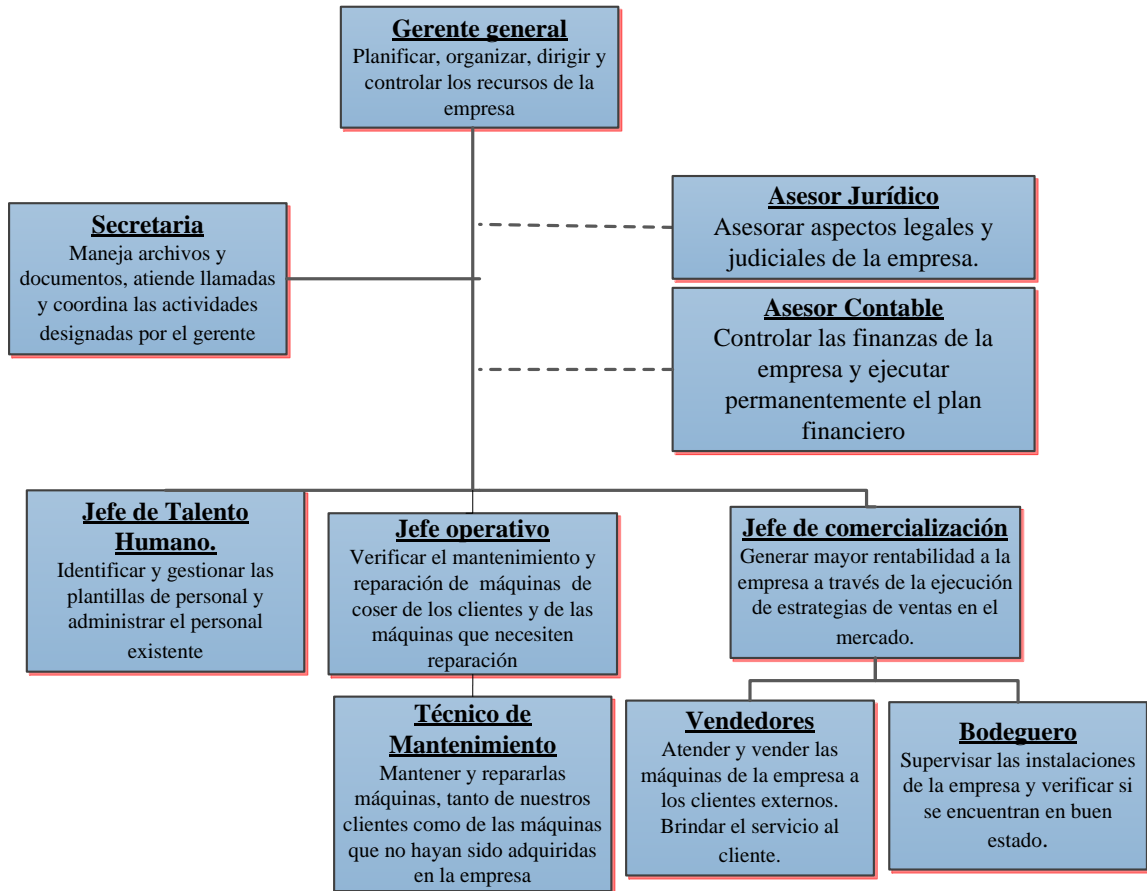 Gerente general
Planificar, organizar, dirigir y
controlar los recursos de la
empresa
Secretaria
Maneja archivos y
documentos, atiende llamadas
y coordina las actividades
designadas por el gerente
Asesor Jurídico
Asesorar aspectos legales y
judiciales de la empresa.
Asesor Contable
Controlar las finanzas de la
empresa y ejecutar
permanentemente el plan
financiero
Jefe de Talento
Humano.
Identificar y gestionar las
plantillas de personal y
administrar el personal
existente
Jefe operativo
Verificar el mantenimiento y
reparación de máquinas de
coser de los clientes y de las
máquinas que necesiten
reparación
Jefe de comercialización
Generar mayor rentabilidad a la
empresa a través de la ejecución
de estrategias de ventas en el
mercado.
Técnico de
Mantenimiento
Mantener y repararlas
máquinas, tanto de nuestros
clientes como de las máquinas
que no hayan sido adquiridas
en la empresa
Vendedores
Atender y vender las
máquinas de la empresa a
los clientes externos.
Brindar el servicio al
cliente.
Bodeguero
Supervisar las instalaciones
de la empresa y verificar si
se encuentran en buen
estado.